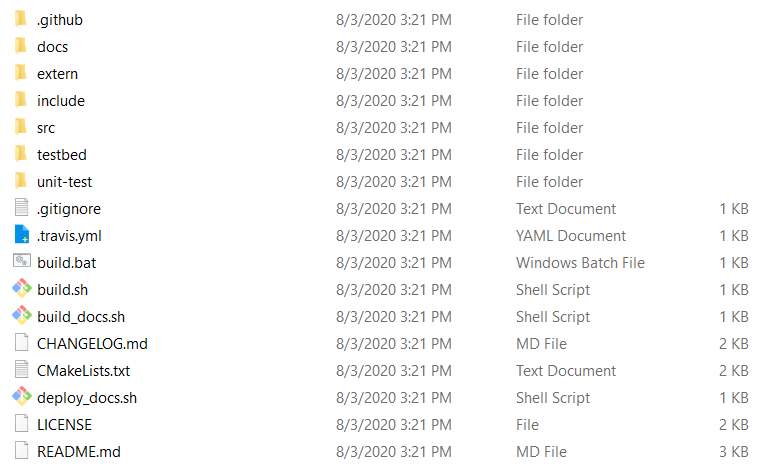 .github 8/3/2020 3:21 PM File folder
docs 8/3/2020 3:21 PM File folder
extern 8/3/2020 3:21 PM File folder
include 8/3/2020 3:21 PM File folder
src 8/3/2020 3:21 PM File folder
testbed 8/3/2020 3:21 PM File folder
unit-test 8/3/2020 3:21 PM File folder
.gitignore 8/3/2020 3:21 PM Text Document 1 KB
.travis.yml 8/3/2020 3:21 PM YAML Document 1 KB
build.bat 8/3/2020 3:21 PM Windows Batch File 1 KB
build.sh 8/3/2020 3:21 PM Shell Script 1 KB
build_docs.sh 8/3/2020 3:21 PM Shell Script 1 KB
CHANGELOG.md 8/3/2020 3:21 PM MD File 2 KB
CMakeLists.txt 8/3/2020 3:21 PM Text Document 2 KB
deploy_docs.sh 8/3/2020 3:21 PM Shell Script 1 KB
LICENSE 8/3/2020 3:21 PM File 2 KB
README.md 8/3/2020 3:21 PM MD File 3 KB